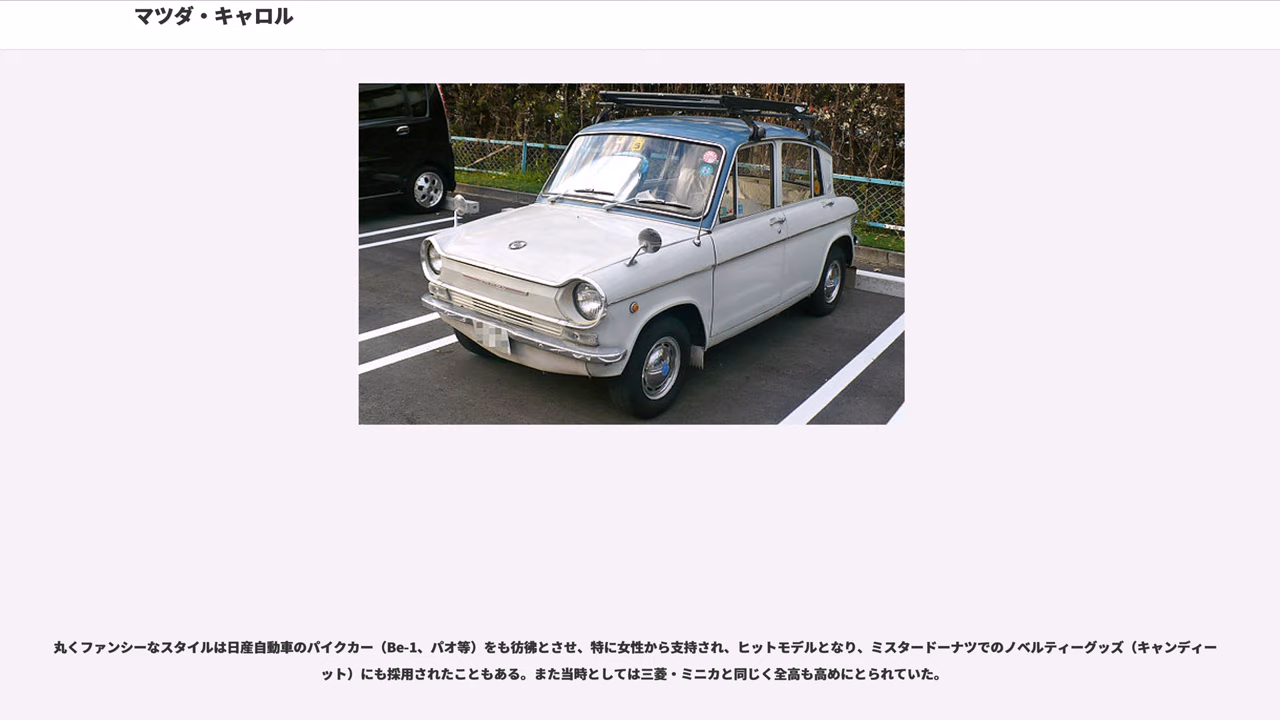 マツダ・キャロル
丸くファンシーなスタイルは日産自動車のパイクカー（Be-1、パオ等）をも彷彿とさせ、特に女性から支持され、ヒットモデルとなり、ミスタードーナツでのノベルティーグッズ（キャンディー
ット）にも採用されたこともある。また当時としては三菱・ミニカと同じく全高も高めにとられていた。